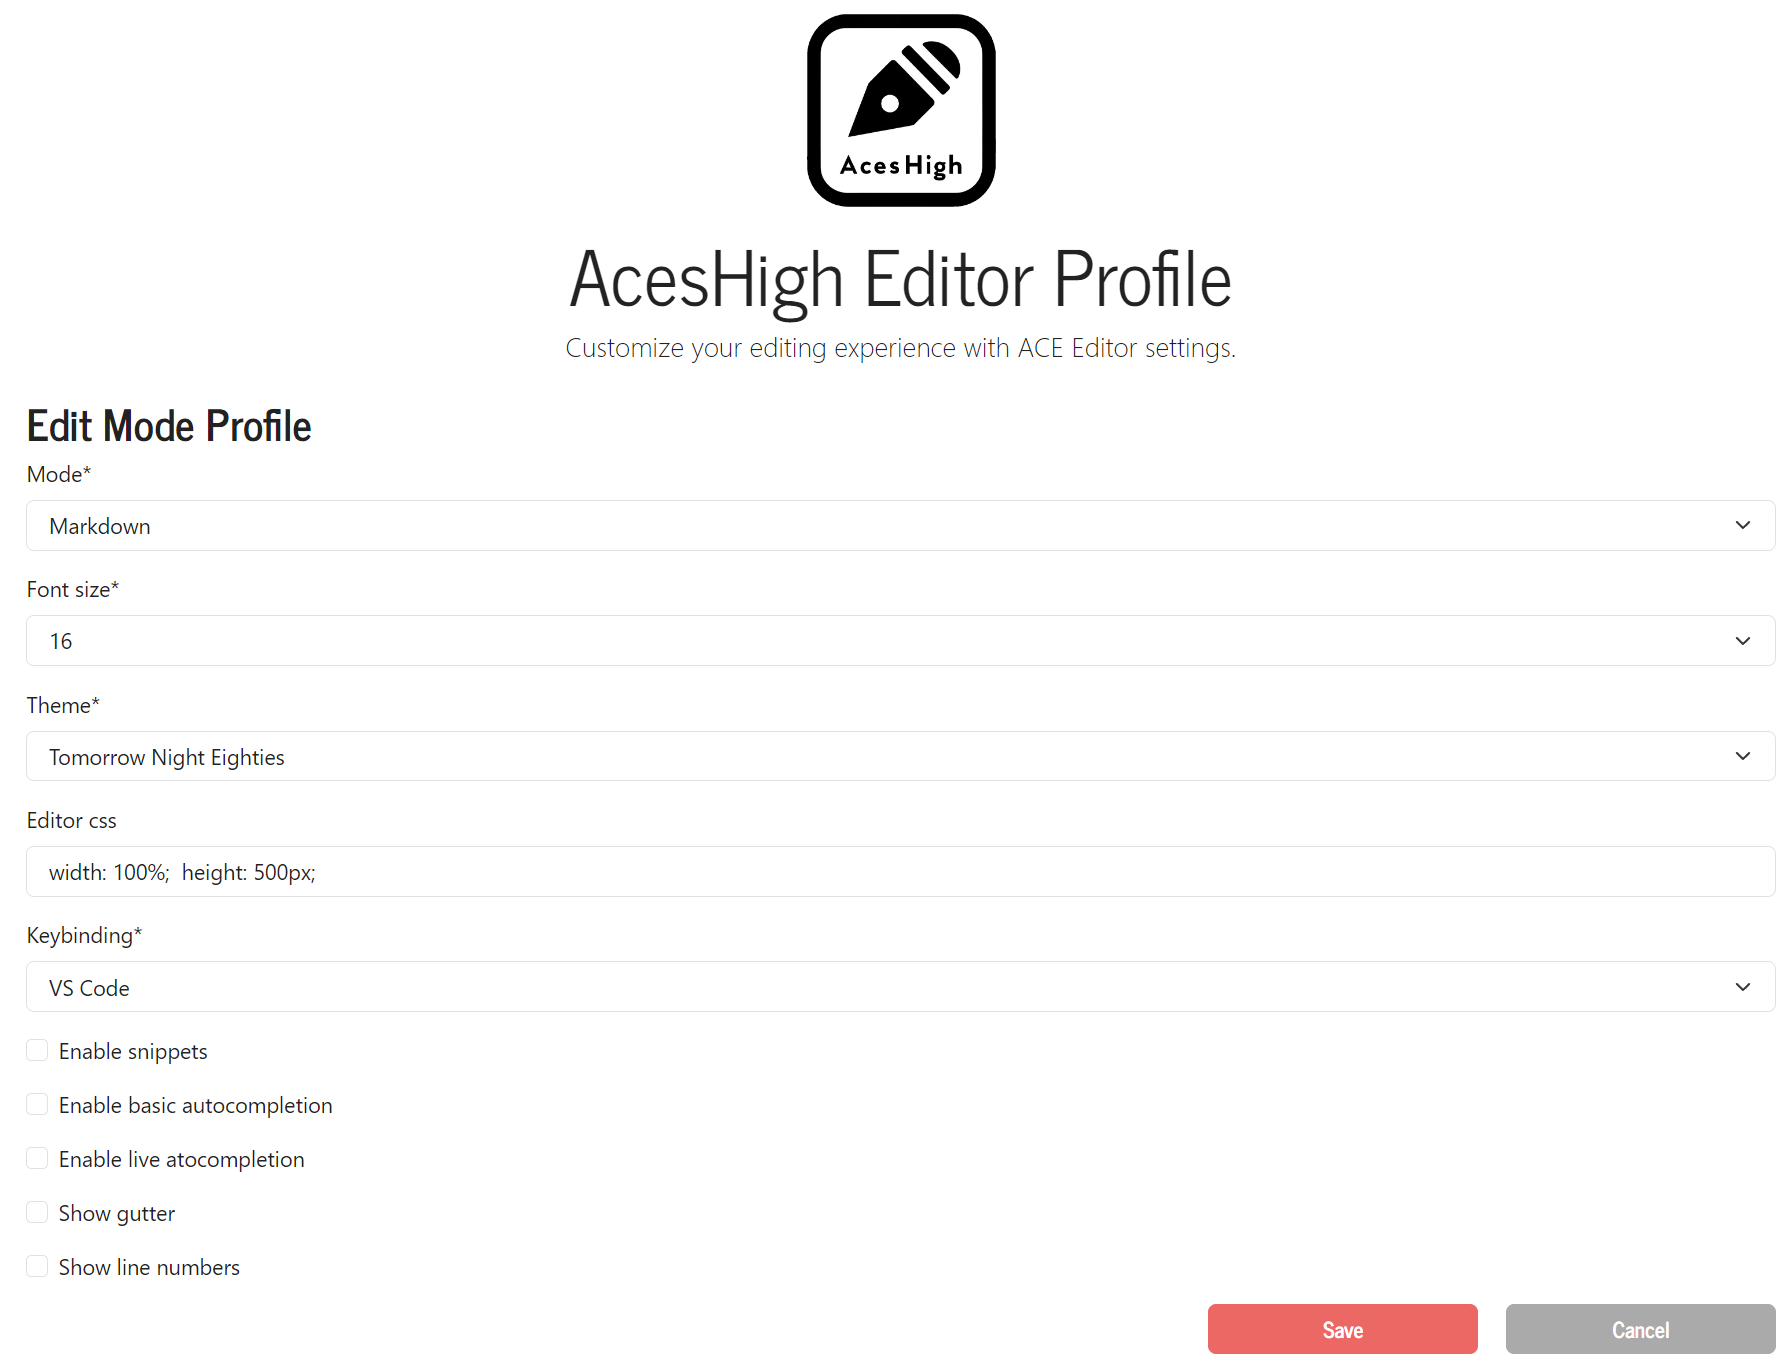 AcesHigh
AcesHigh Editor Profile
Customize your editing experience with ACE Editor settings.
Edit Mode Profile
Mode*
Markdown
Font size*
16
Theme*
Tomorrow Night Eighties
Editor css
width: 100%;  height: 500px;
Keybinding*
VS Code
Enable snippets
Enable basic autocompletion
Enable live atocompletion
Show gutter
Show line numbers
Save Cancel